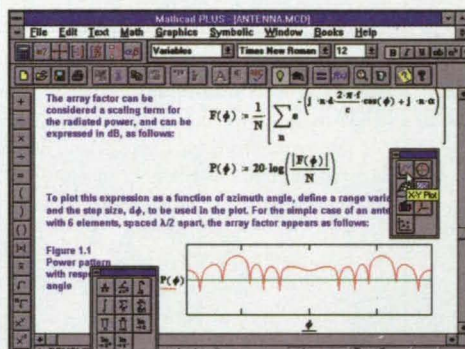 Mathcad PLUS - [ANTENNA.MCD]
File Edit Text Math Graphics Symbolic Window Books Help
Variables Times New Roman 12 B I U
The array factor can be
considered a scaling term for
the radiated power, and can be
expressed in dB, as follows:
F(ϕ) := 1/N [ ∑ n e^-(j·n·d·2·π·f/c·cos(ϕ) + j·n·α) ]
P(ϕ) := 20·log(|F(ϕ)|/N)
X-Y Plot
To plot this expression as a function of azimuth angle, define a range varia
and the step size, dϕ, to be used in the plot. For the simple case of an ante
with 6 elements, spaced λ/2 apart, the array factor appears as follows:
Figure 1.1
Power pattern
with resp
angle
P(ϕ)
ϕ